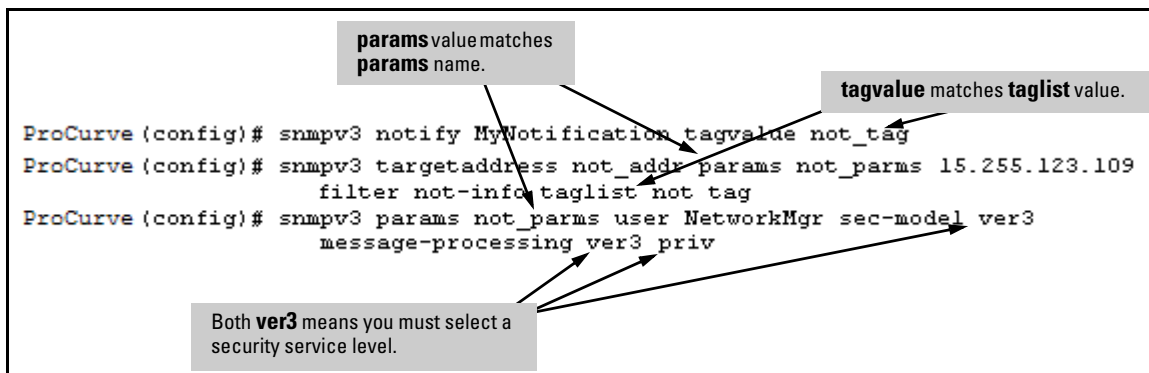 params value matches
params name.
tagvalue matches taglist value.
ProCurve (config)# snmpv3 notify MyNotification tagvalue not_tag
ProCurve (config)# snmpv3 targetaddress not_addr params not_parms 15.255.123.109
filter not-info taglist not tag
ProCurve (config)# snmpv3 params not_parms user NetworkMgr sec-model ver3
message-processing ver3 priv
Both ver3 means you must select a
security service level.